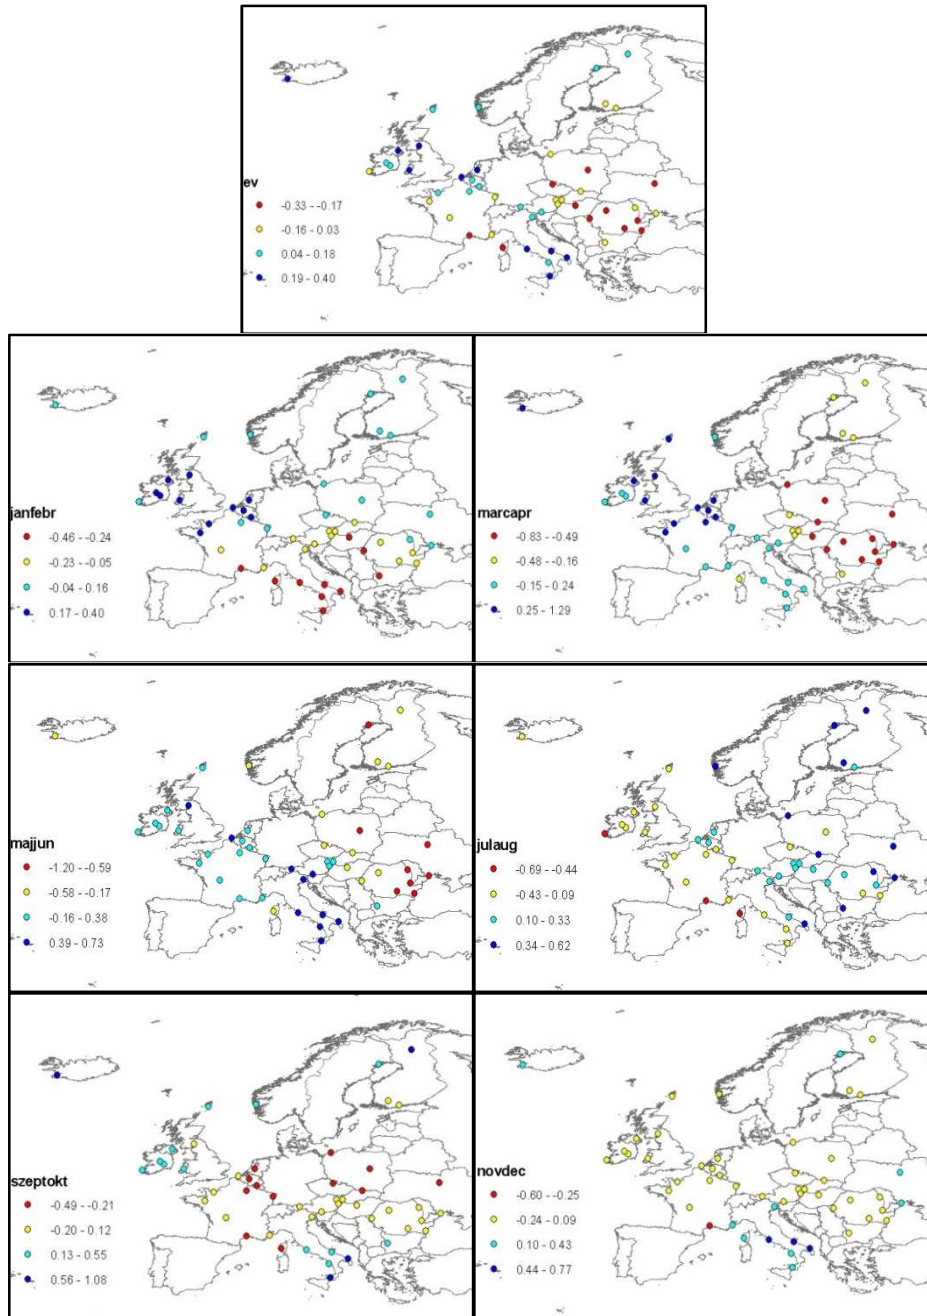 ev
-0.33 - -0.17
-0.16 - 0.03
0.04 - 0.18
0.19 - 0.40
janfebr
-0.46 - -0.24
-0.23 - -0.05
-0.04 - 0.16
0.17 - 0.40
marcapr
-0.83 - -0.49
-0.48 - -0.16
-0.15 - 0.24
0.25 - 1.29
majjun
-1.20 - -0.59
-0.58 - -0.17
-0.16 - 0.38
0.39 - 0.73
julaug
-0.69 - -0.44
-0.43 - 0.09
0.10 - 0.33
0.34 - 0.62
szeptokt
-0.49 - -0.21
-0.20 - 0.12
0.13 - 0.55
0.56 - 1.08
novdec
-0.60 - -0.25
-0.24 - 0.09
0.10 - 0.43
0.44 - 0.77